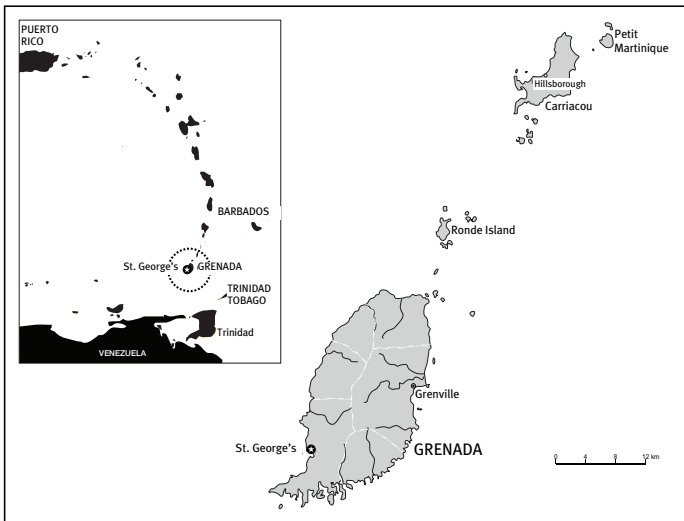 PUERTO
RICO
BARBADOS
St. George's
GRENADA
TRINIDAD
TOBAGO
Trinidad
VENEZUELA
Petit
Martinique
Hillsborough
Carriacou
Ronde Island
Grenville
St. George's
GRENADA
0 4 8 12 km